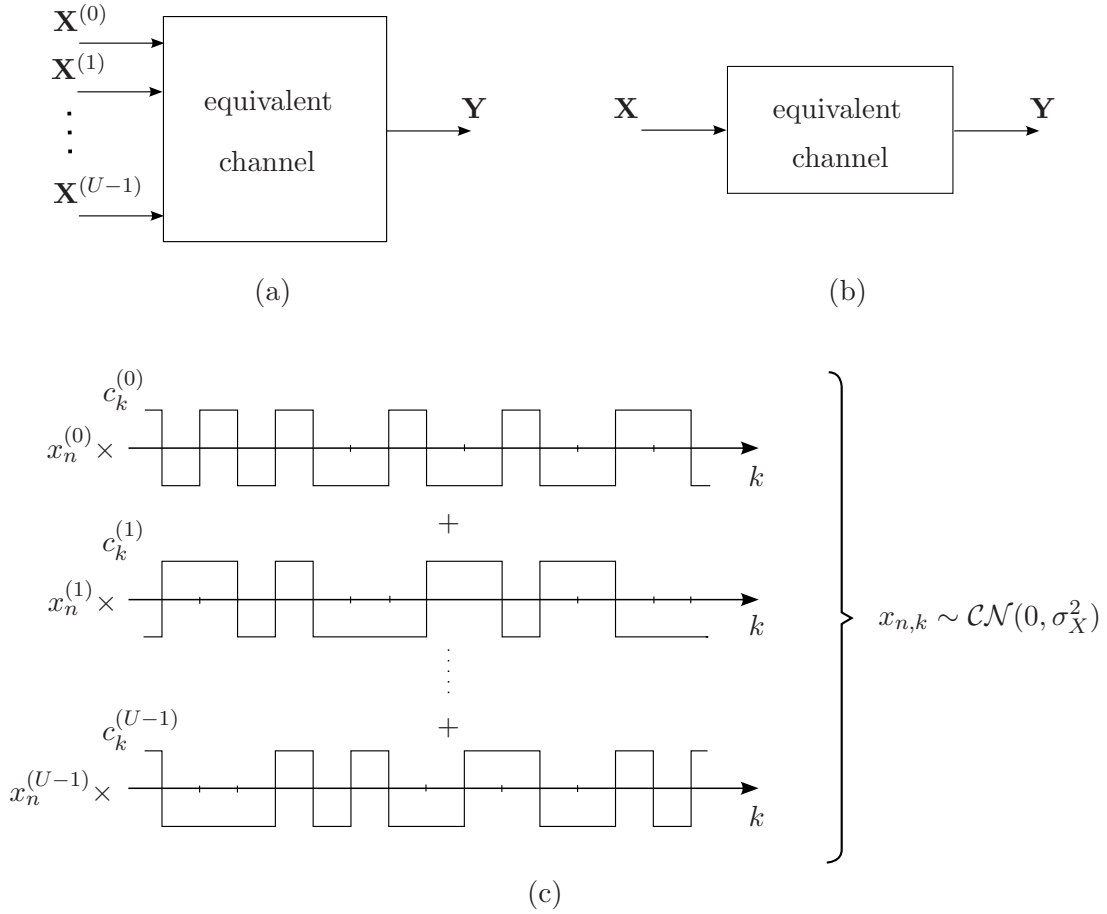 X^(0)
X^(1)
⋮
X^(U−1)
equivalent
channel
Y
(a)
X
equivalent
channel
Y
(b)
c_k^(0)
x_n^(0) ×
k
+
c_k^(1)
x_n^(1) ×
k
+
c_k^(U−1)
x_n^(U−1) ×
k
x_{n,k} ∼ 𝒞𝒩(0, σ_X^2)
(c)